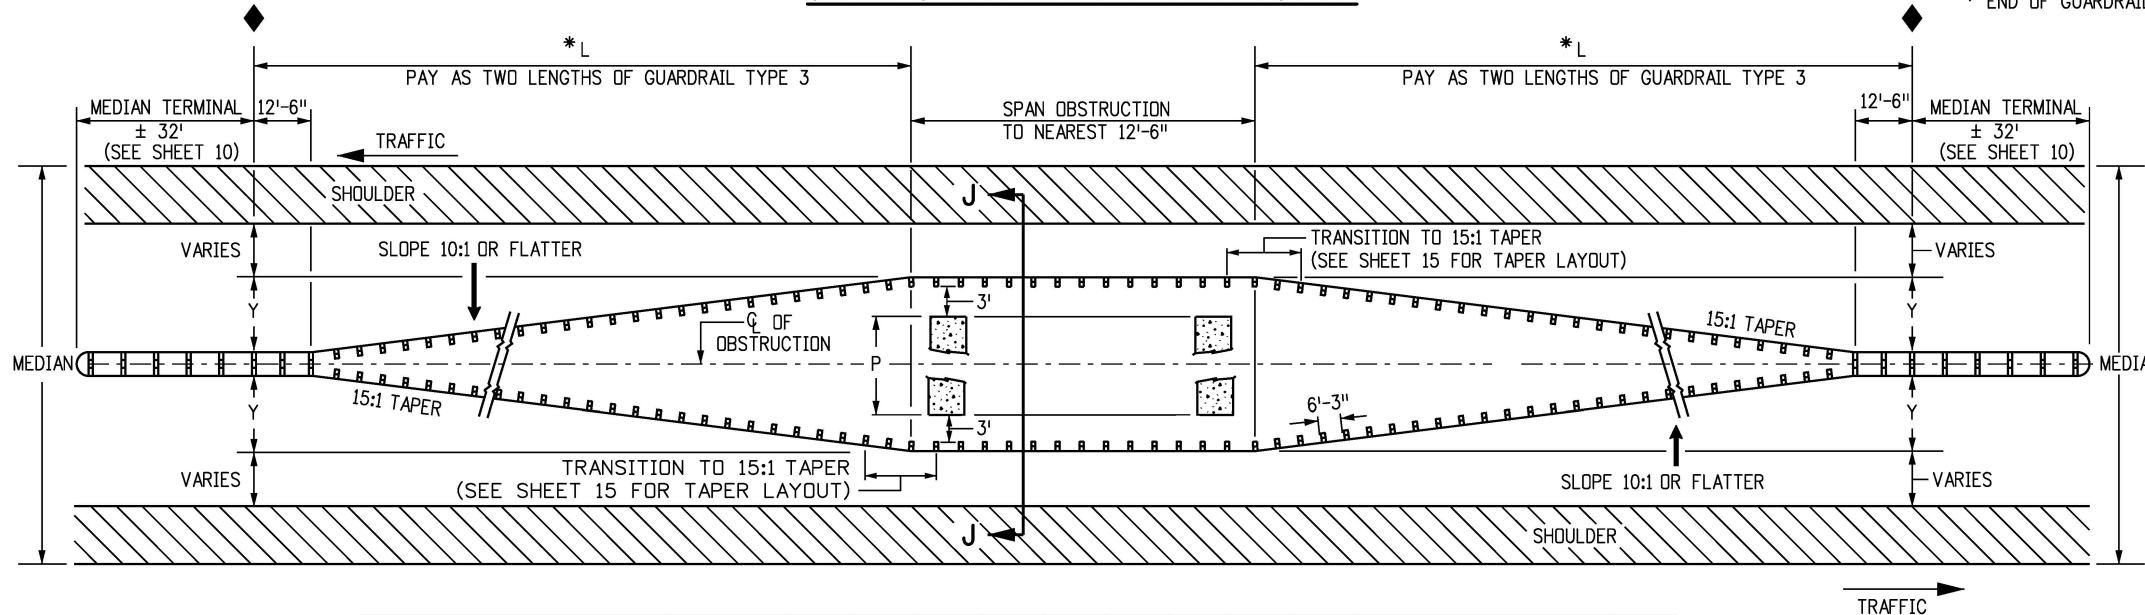 END OF GUARDRAIL
*L
PAY AS TWO LENGTHS OF GUARDRAIL TYPE 3
*L
PAY AS TWO LENGTHS OF GUARDRAIL TYPE 3
MEDIAN TERMINAL
± 32'
(SEE SHEET 10)
12'-6"
SPAN OBSTRUCTION
TO NEAREST 12'-6"
12'-6"
MEDIAN TERMINAL
± 32'
(SEE SHEET 10)
TRAFFIC
SHOULDER
J
VARIES
SLOPE 10:1 OR FLATTER
TRANSITION TO 15:1 TAPER
(SEE SHEET 15 FOR TAPER LAYOUT)
VARIES
Y
3'
℄ OF
OBSTRUCTION
15:1 TAPER
Y
MEDIAN
P
MEDIA
Y
15:1 TAPER
3'
6'-3"
Y
TRANSITION TO 15:1 TAPER
(SEE SHEET 15 FOR TAPER LAYOUT)
VARIES
SLOPE 10:1 OR FLATTER
VARIES
J
SHOULDER
TRAFFIC